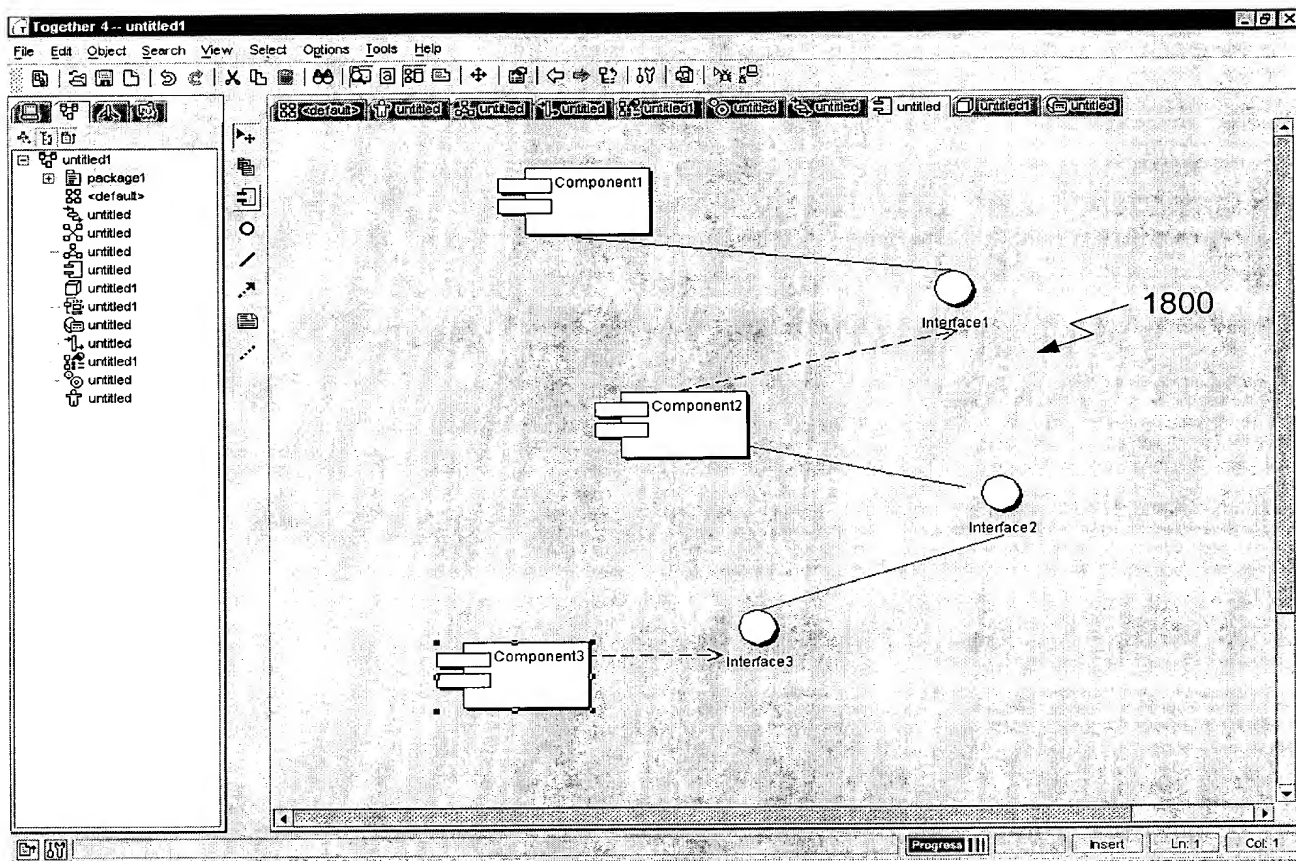 Together 4 -- untitled1
File Edit Object Search View Select Options Tools Help
<default> untitled untitled untitled untitled1 untitled untitled untitled untitled1 untitled
untitled1
package1
<default>
untitled
untitled
untitled
untitled
untitled1
untitled1
untitled
untitled
untitled1
untitled
untitled
Component1
Interface1
1800
Component2
Interface2
Component3
Interface3
Progress Insert Ln: 1 Col: 1